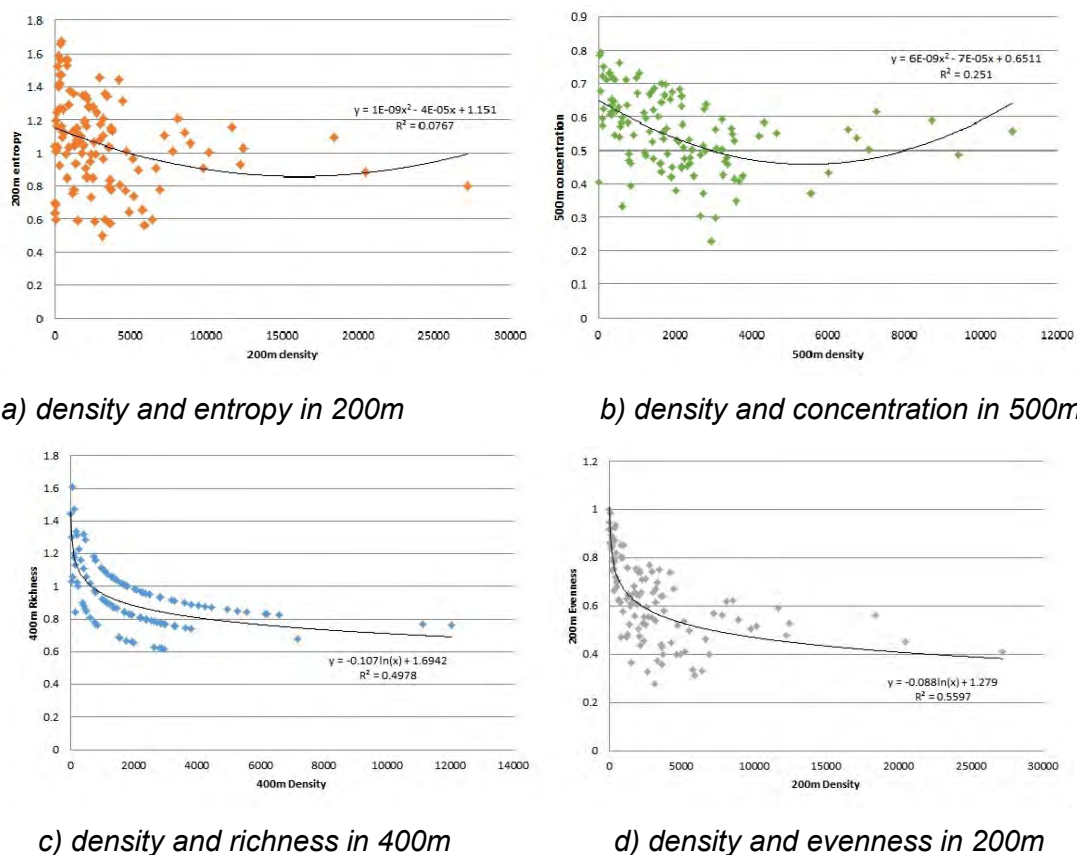 1.8
1.6
1.4
1.2
1
0.8
0.6
0.4
0.2
0
200m entropy
y = 1E-09x² - 4E-05x + 1.151
R² = 0.0767
0 5000 10000 15000 20000 25000 30000
200m density
0.9
0.8
0.7
0.6
0.5
0.4
0.3
0.2
0.1
0
500m concentration
y = 6E-09x² - 7E-05x + 0.6511
R² = 0.251
0 2000 4000 6000 8000 10000 12000
500m density
a) density and entropy in 200m
b) density and concentration in 500m
1.8
1.6
1.4
1.2
1
0.8
0.6
0.4
0.2
0
400m Richness
y = -0.107ln(x) + 1.6942
R² = 0.4978
0 2000 4000 6000 8000 10000 12000 14000
400m Density
1.2
1
0.8
0.6
0.4
0.2
0
200m Evenness
y = -0.088ln(x) + 1.279
R² = 0.5597
0 5000 10000 15000 20000 25000 30000
200m Density
c) density and richness in 400m
d) density and evenness in 200m